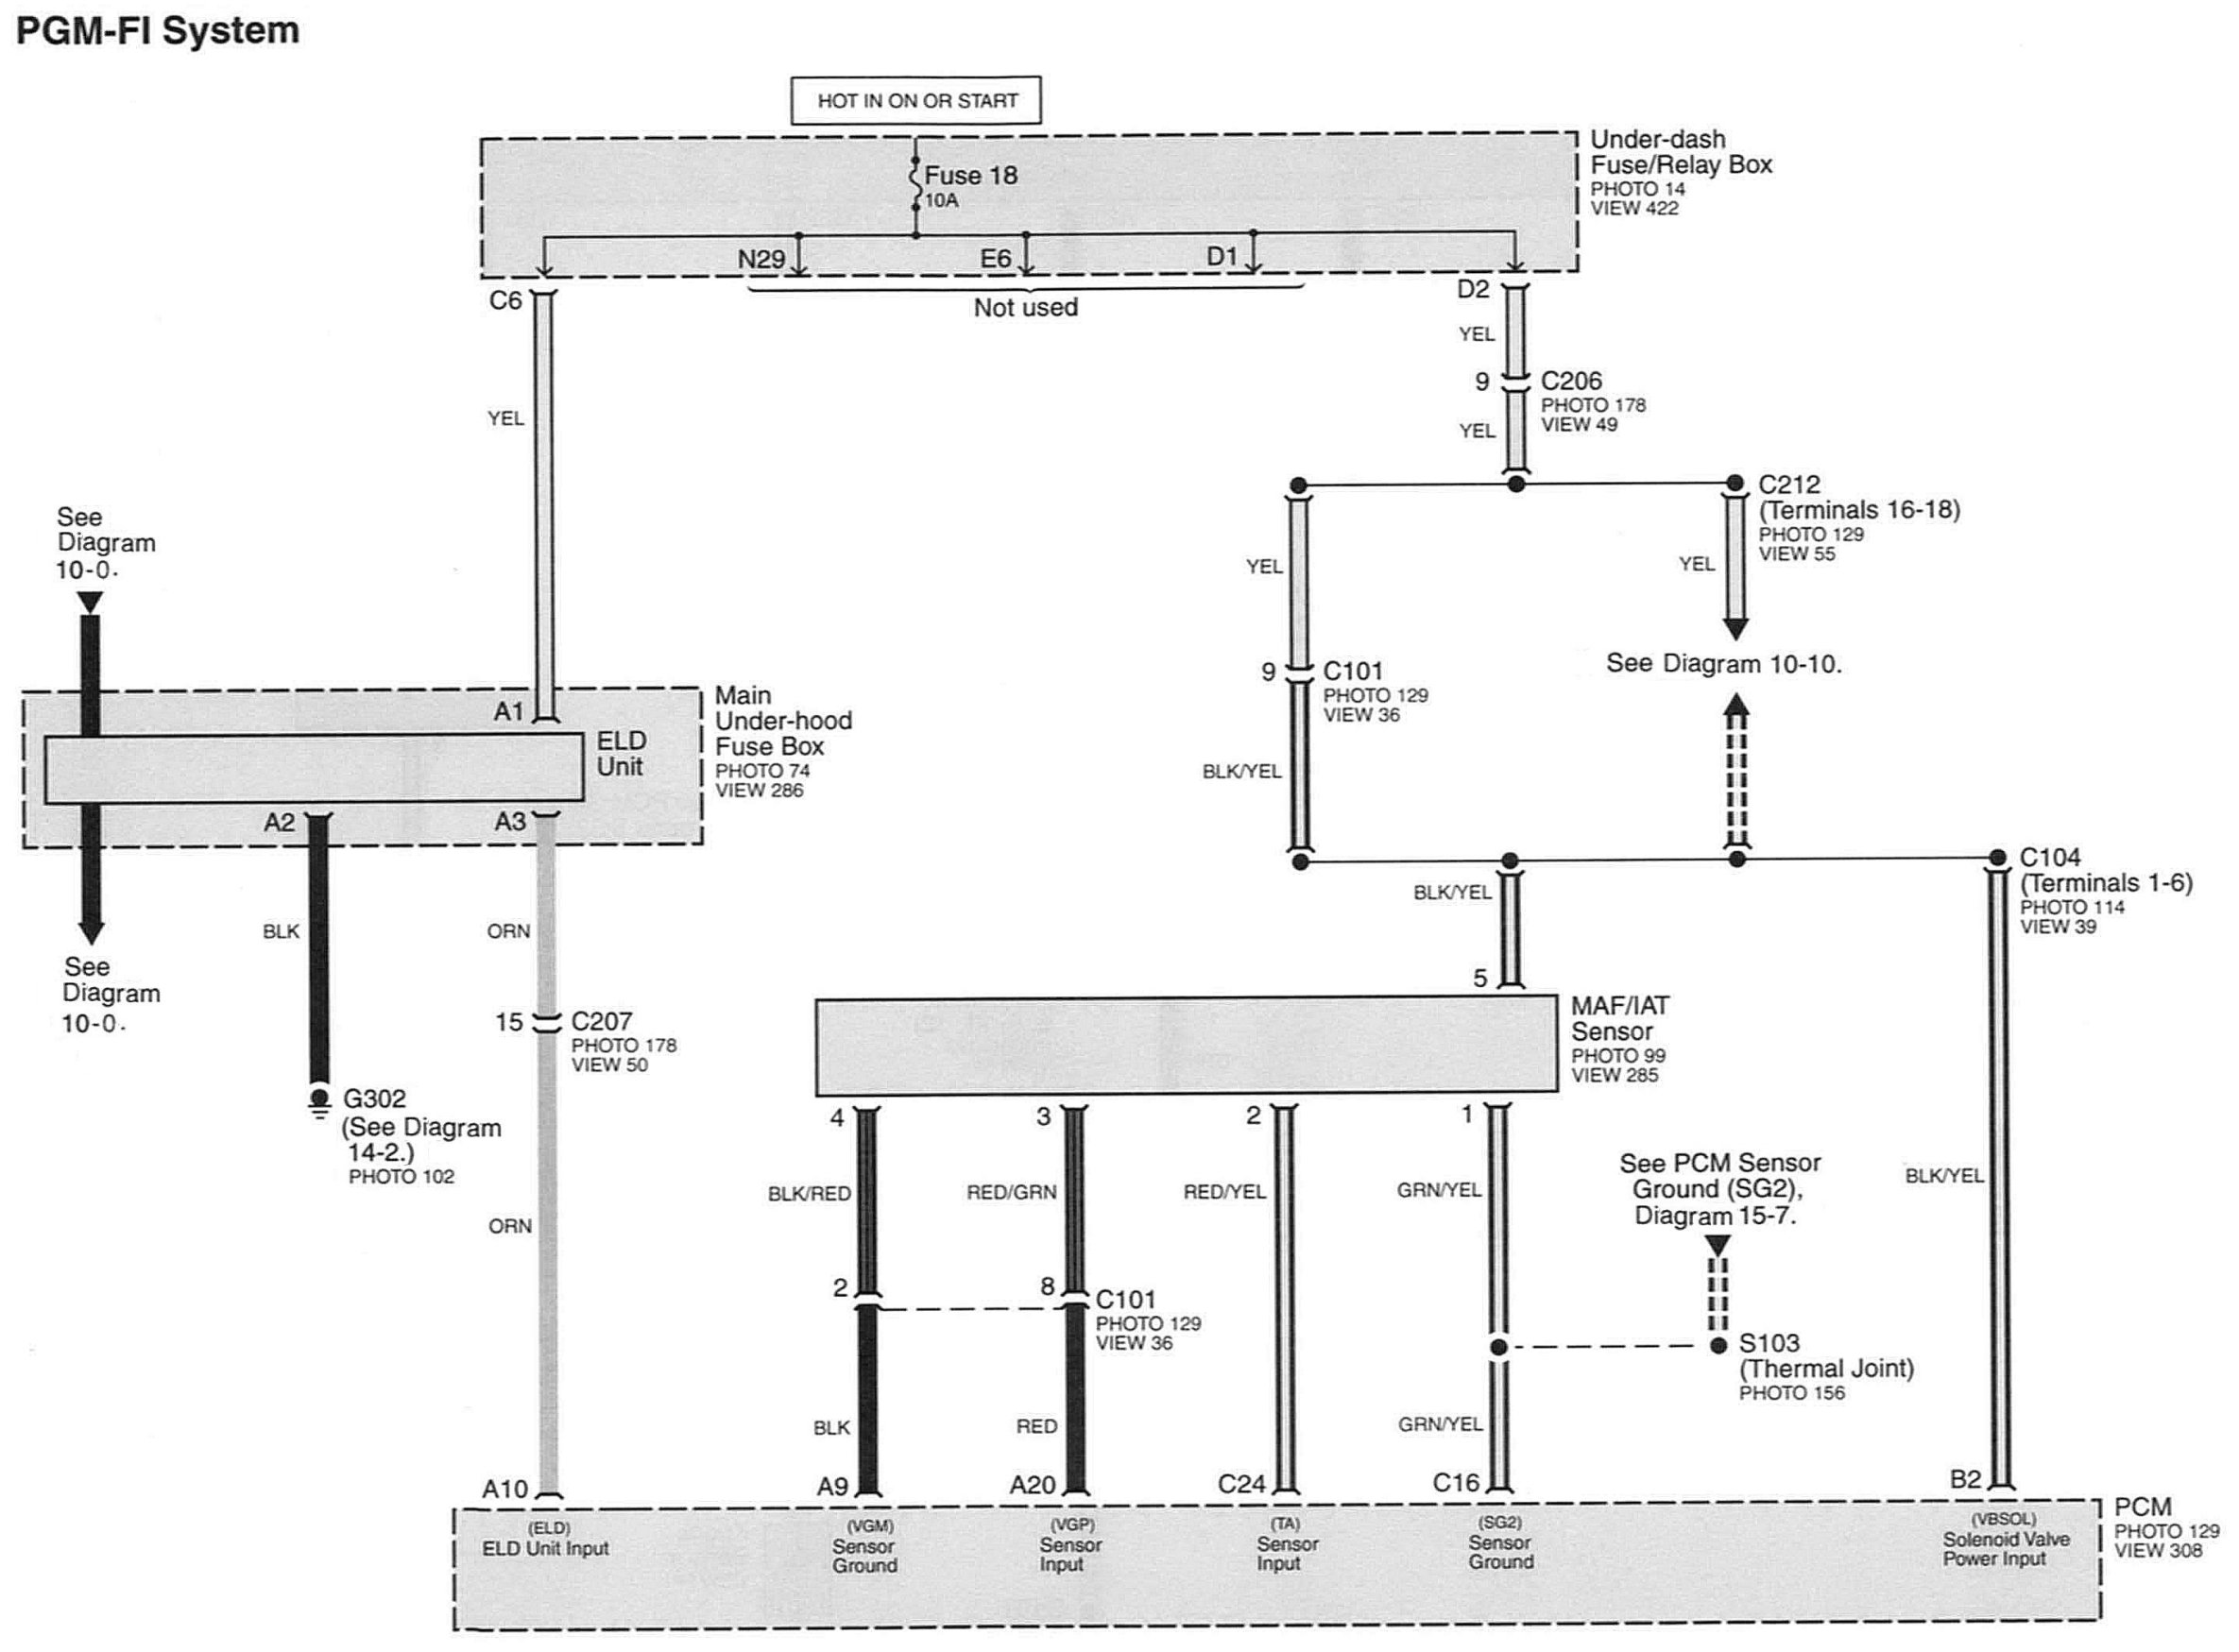 PGM-FI System
HOT IN ON OR START
Under-dash
Fuse/Relay Box
PHOTO 14
VIEW 422
Fuse 18
10A
N29
E6
D1
C6
Not used
D2
YEL
YEL
9
C206
PHOTO 178
VIEW 49
YEL
C212
(Terminals 16-18)
PHOTO 129
VIEW 55
See
Diagram
10-0.
YEL
YEL
See Diagram 10-10.
9
C101
PHOTO 129
VIEW 36
A1
Main
Under-hood
Fuse Box
PHOTO 74
VIEW 286
ELD
Unit
BLK/YEL
A2
A3
C104
(Terminals 1-6)
PHOTO 114
VIEW 39
BLK/YEL
BLK
ORN
See
Diagram
10-0.
5
MAF/IAT
Sensor
PHOTO 99
VIEW 285
15
C207
PHOTO 178
VIEW 50
G302
(See Diagram
14-2.)
PHOTO 102
4
3
2
1
BLK/RED
RED/GRN
RED/YEL
GRN/YEL
See PCM Sensor
Ground (SG2),
Diagram 15-7.
BLK/YEL
ORN
2
8
C101
PHOTO 129
VIEW 36
S103
(Thermal Joint)
PHOTO 156
BLK
RED
GRN/YEL
A10
A9
A20
C24
C16
B2
PCM
PHOTO 129
VIEW 308
(ELD)
ELD Unit Input
(VGM)
Sensor
Ground
(VGP)
Sensor
Input
(TA)
Sensor
Input
(SG2)
Sensor
Ground
(VBSOL)
Solenoid Valve
Power Input